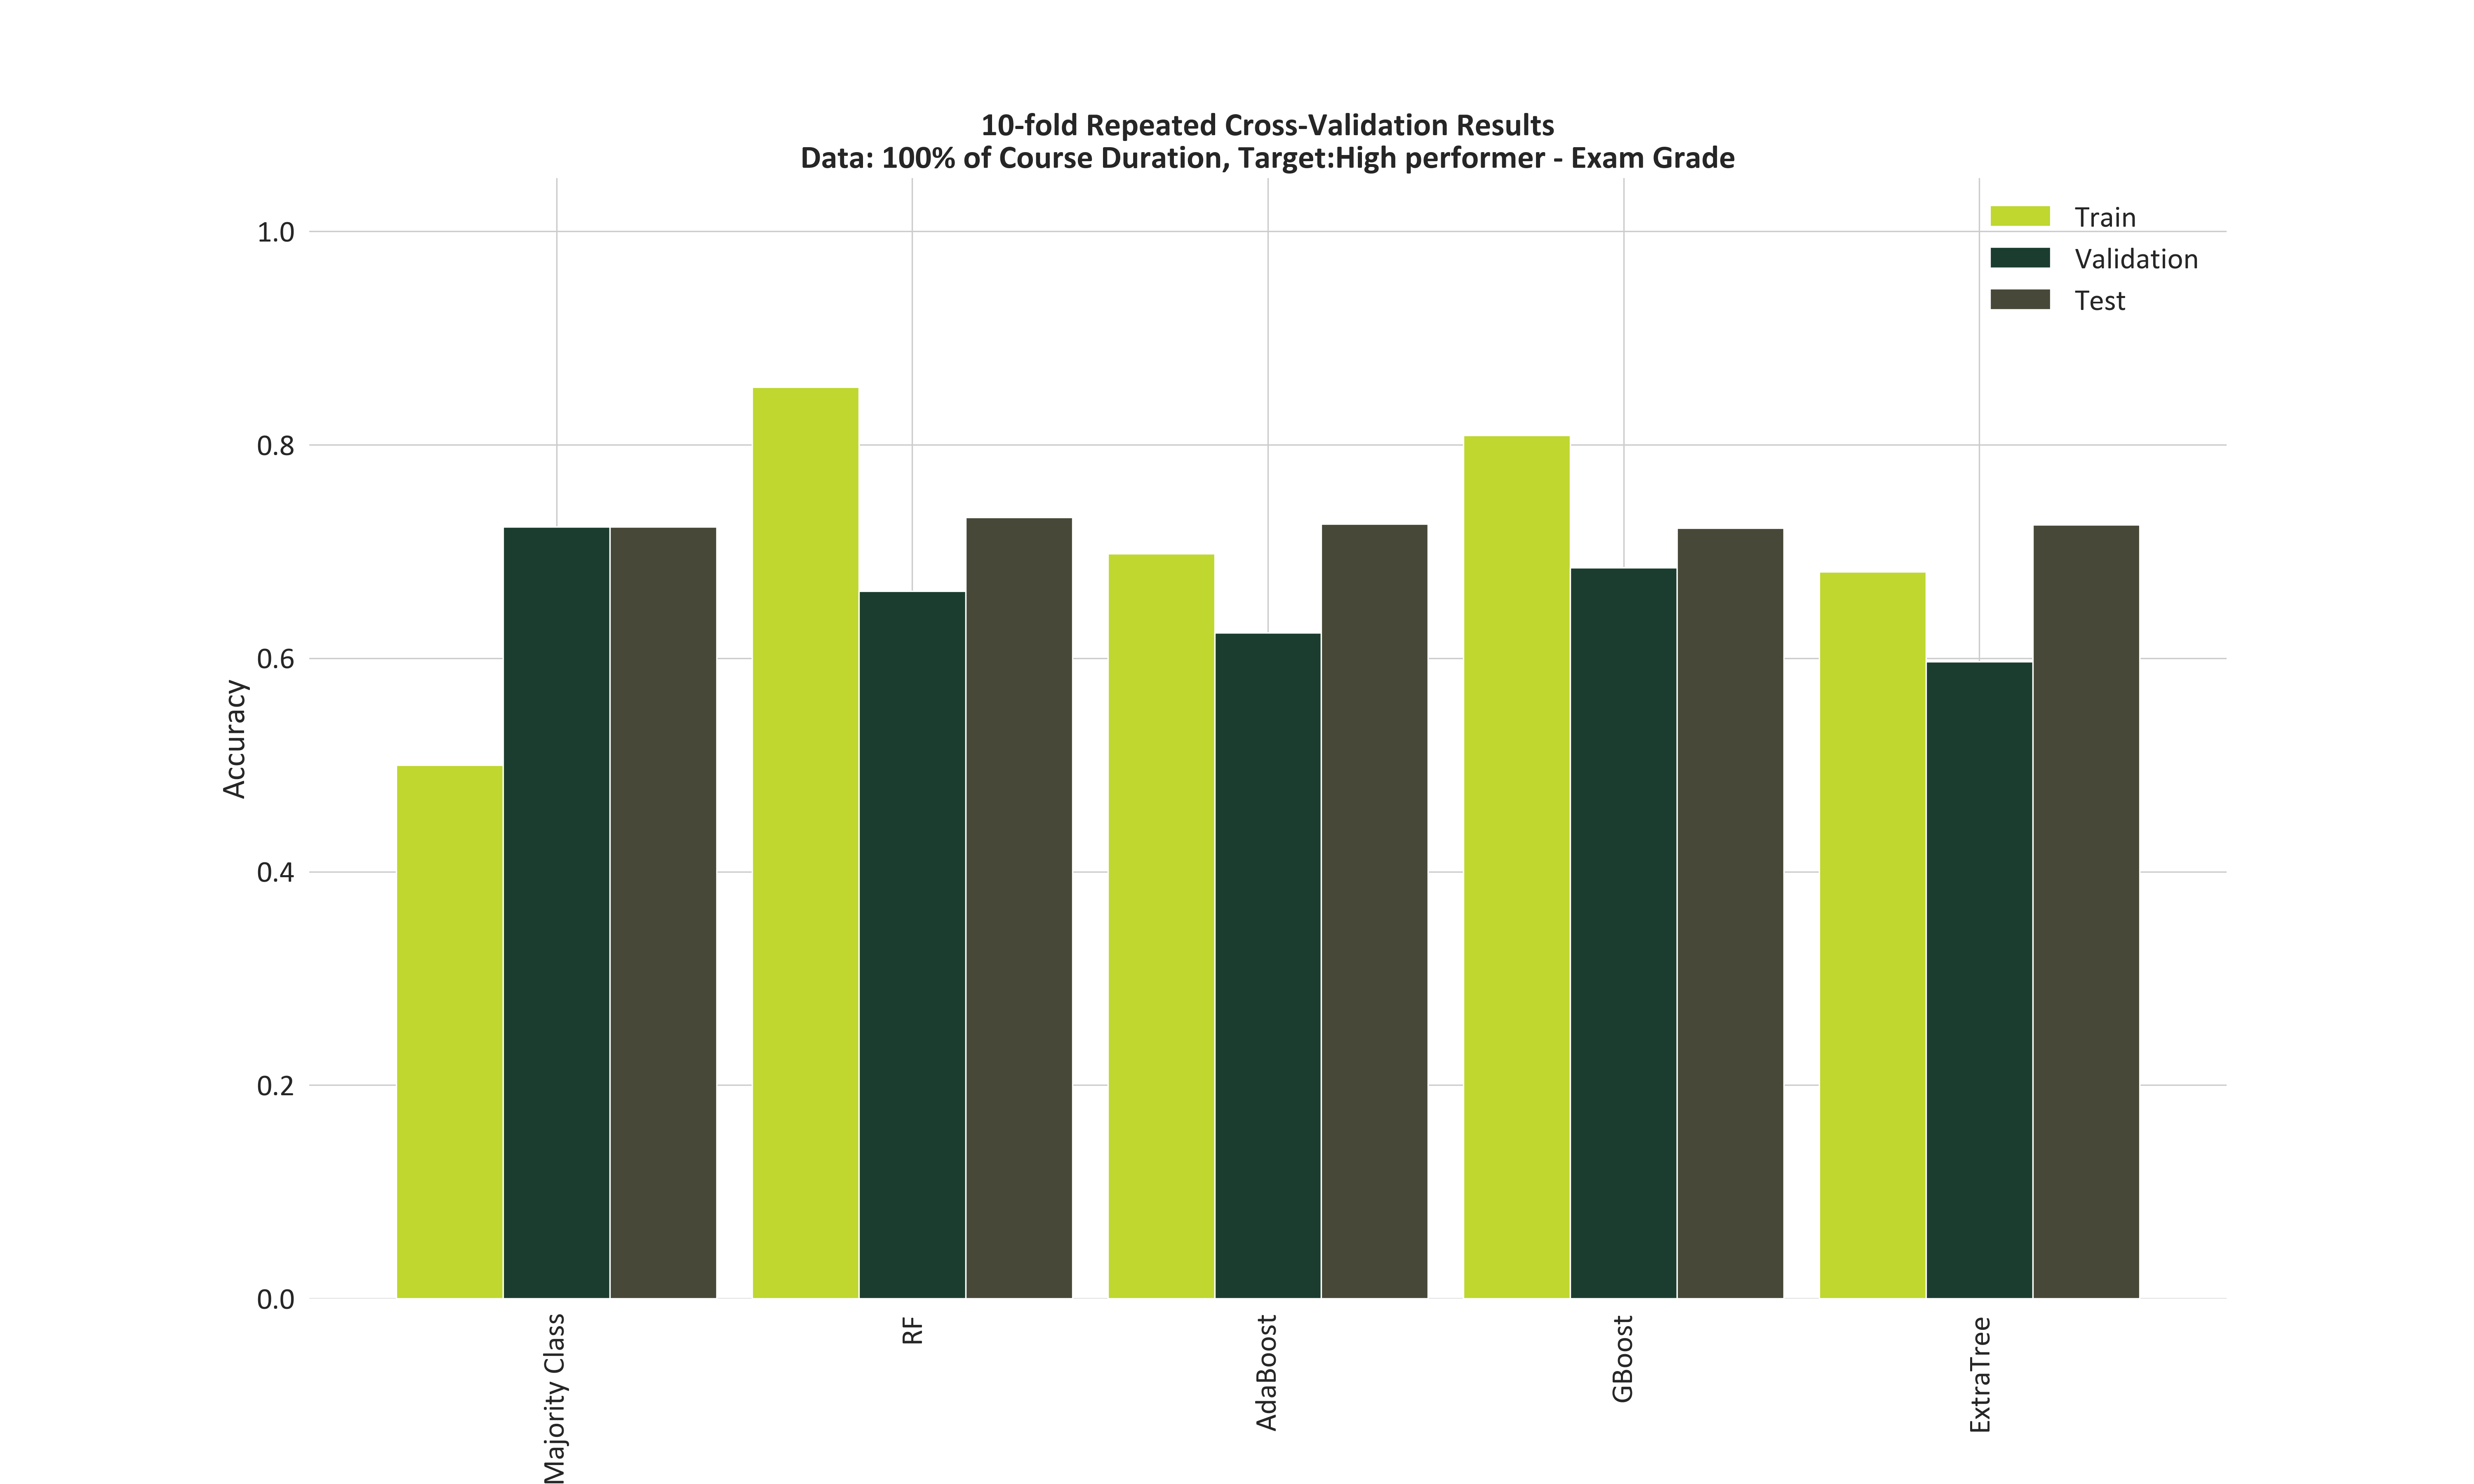 10-fold Repeated Cross-Validation Results
Data: 100% of Course Duration, Target:High performer - Exam Grade
Train
Validation
Test
1.0
0.8
0.6
0.4
0.2
0.0
Accuracy
Majority Class
RF
AdaBoost
GBoost
ExtraTree